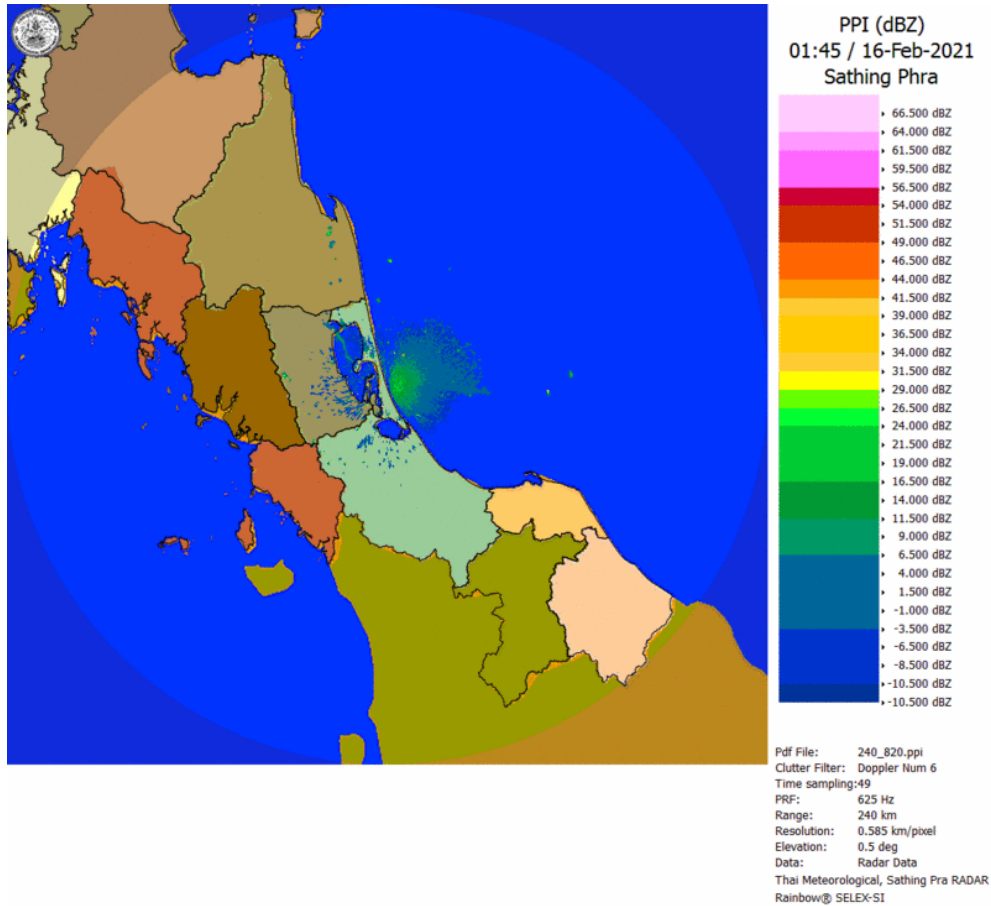 PPI (dBZ)
01:45 / 16-Feb-2021
Sathing Phra
66.500 dBZ
64.000 dBZ
61.500 dBZ
59.500 dBZ
56.500 dBZ
54.000 dBZ
51.500 dBZ
49.000 dBZ
46.500 dBZ
44.000 dBZ
41.500 dBZ
39.000 dBZ
36.500 dBZ
34.000 dBZ
31.500 dBZ
29.000 dBZ
26.500 dBZ
24.000 dBZ
21.500 dBZ
19.000 dBZ
16.500 dBZ
14.000 dBZ
11.500 dBZ
9.000 dBZ
6.500 dBZ
4.000 dBZ
1.500 dBZ
-1.000 dBZ
-3.500 dBZ
-6.500 dBZ
-8.500 dBZ
-10.500 dBZ
-10.500 dBZ
Pdf File: 240_820.ppi
Clutter Filter: Doppler Num 6
Time sampling:49
PRF: 625 Hz
Range: 240 km
Resolution: 0.585 km/pixel
Elevation: 0.5 deg
Data: Radar Data
Thai Meteorological, Sathing Pra RADAR
Rainbow® SELEX-SI